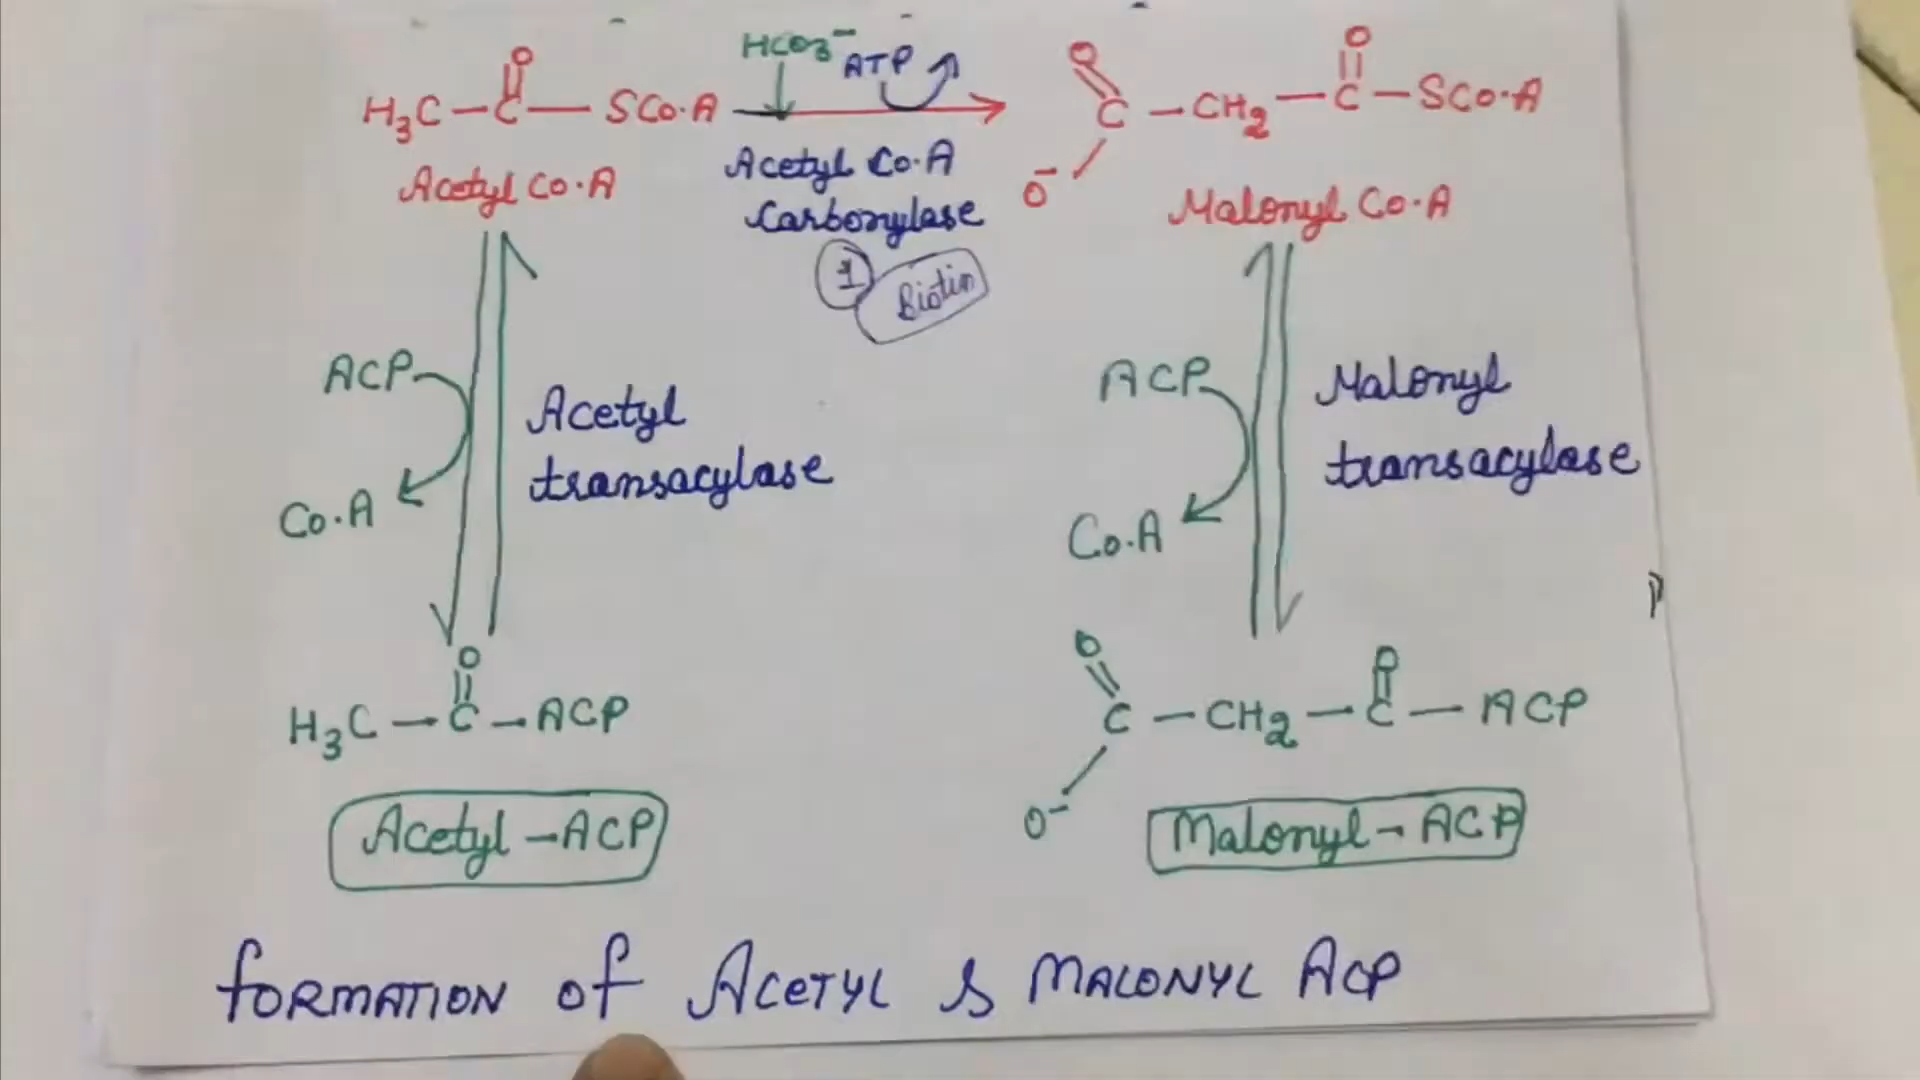 HCO3⁻ ATP
H3C-C-SCo.A
O
O
C-CH2-C-SCo.A
O
O⁻
Acetyl Co.A
Acetyl Co.A
Carboxylase
Malonyl Co.A
1
Biotin
ACP
Acetyl
transacylase
Co.A
ACP
Malonyl
transacylase
Co.A
O
H3C-C-ACP
O
O
C-CH2-C-ACP
O⁻
Acetyl-ACP
Malonyl-ACP
FORMATION of ACETYL & MALONYL ACP